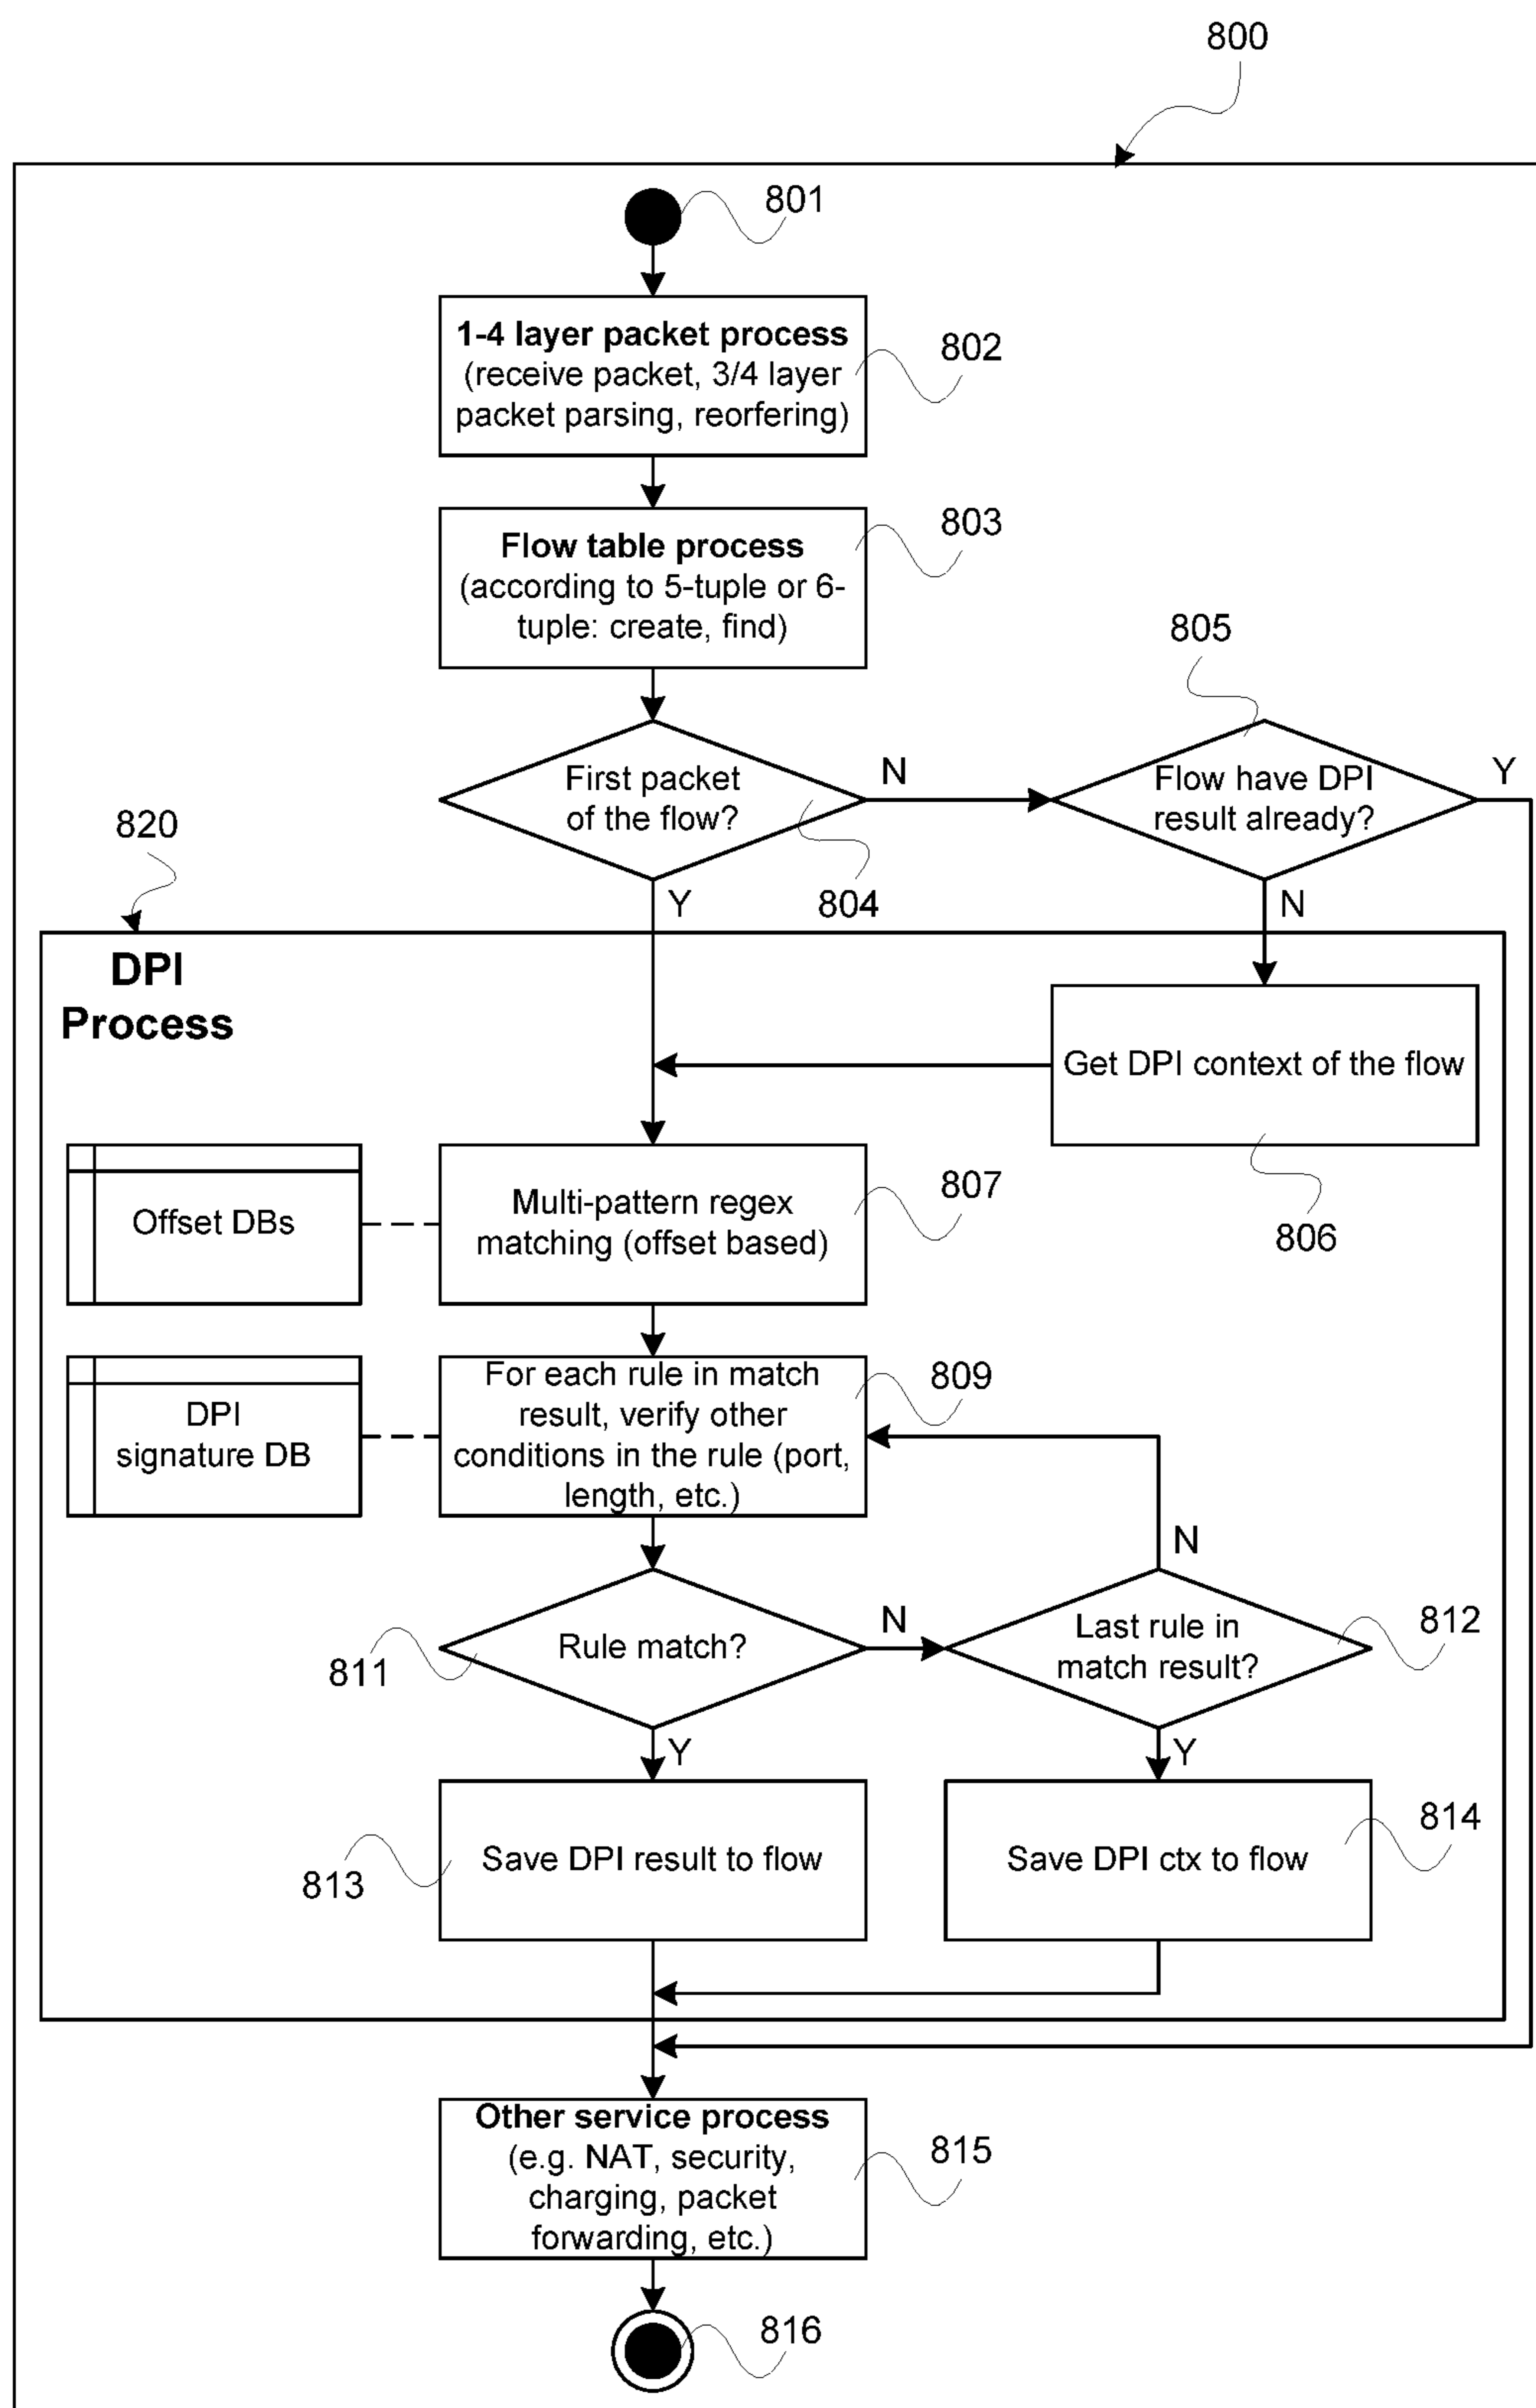 800
801
1-4 layer packet process
(receive packet, 3/4 layer
packet parsing, reorfering)
802
Flow table process
(according to 5-tuple or 6-
tuple: create, find)
803
First packet
of the flow?
804
N
Y
805
Flow have DPI
result already?
Y
N
820
DPI
Process
Get DPI context of the flow
806
Offset DBs
Multi-pattern regex
matching (offset based)
807
DPI
signature DB
For each rule in match
result, verify other
conditions in the rule (port,
length, etc.)
809
N
Rule match?
811
N
Last rule in
match result?
812
Y
Y
Save DPI result to flow
813
Save DPI ctx to flow
814
Other service process
(e.g. NAT, security,
charging, packet
forwarding, etc.)
815
816